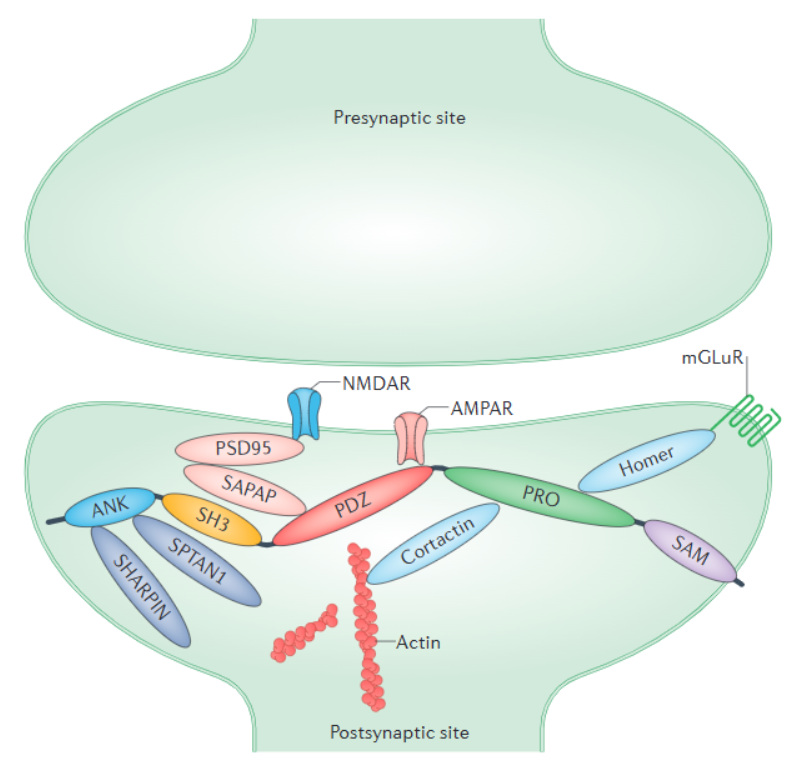 Presynaptic site
mGLuR
NMDAR
AMPAR
PSD95
Homer
SAPAP
ANK
SH3
PDZ
PRO
SPTAN1
Cortactin
SAM
SHARPIN
Actin
Postsynaptic site